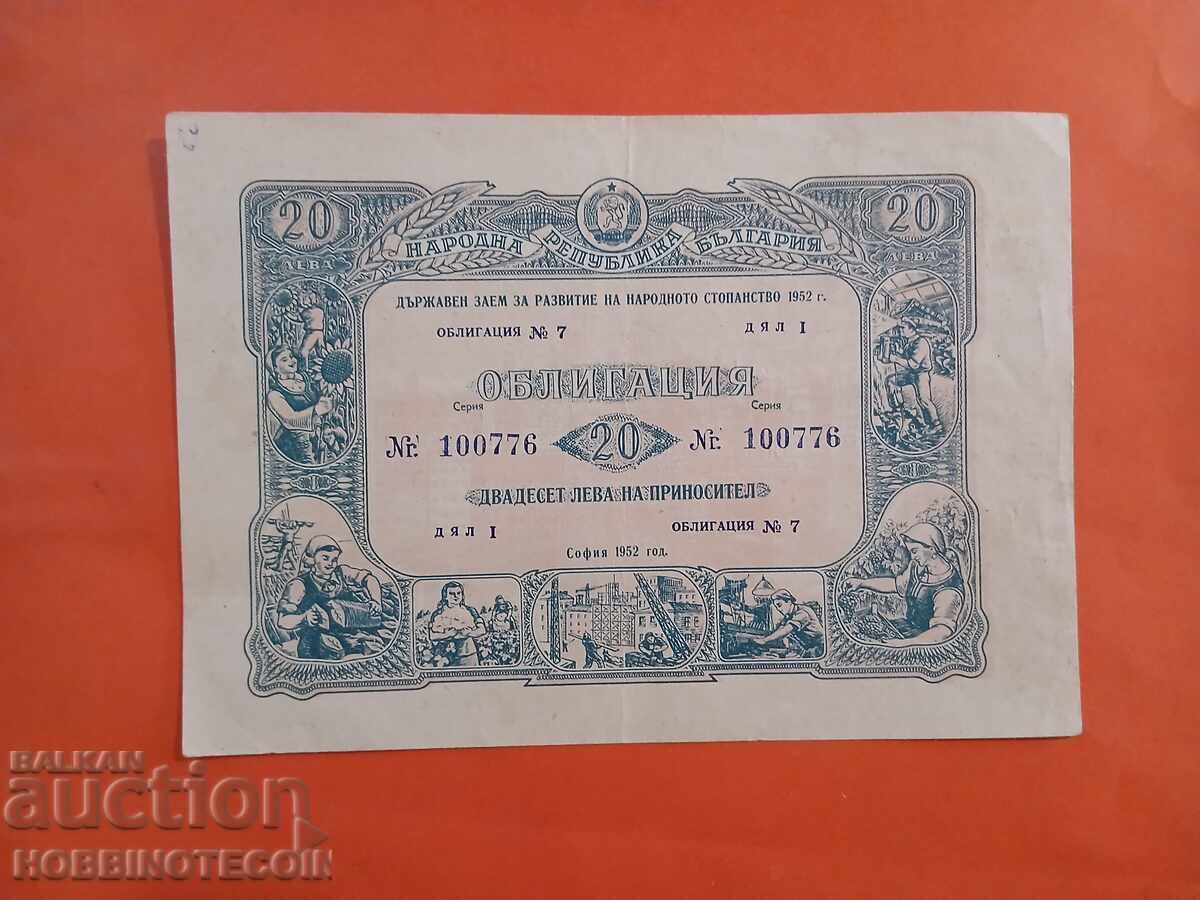 20 20
ЛЕВА ЛЕВА
НАРОДНА РЕПУБЛИКА БЪЛГАРИЯ
ДЪРЖАВЕН ЗАЕМ ЗА РАЗВИТИЕ НА НАРОДНОТО СТОПАНСТВО 1952 г.
ОБЛИГАЦИЯ № 7 ДЯЛ I
ОБЛИГАЦИЯ
Серия Серия
Nr. 100776 20 Nr. 100776
ДВАДЕСЕТ ЛЕВА НА ПРИНОСИТЕЛ
ДЯЛ I ОБЛИГАЦИЯ № 7
София 1952 год.
BALKAN
auction
HOBBINOTECOIN